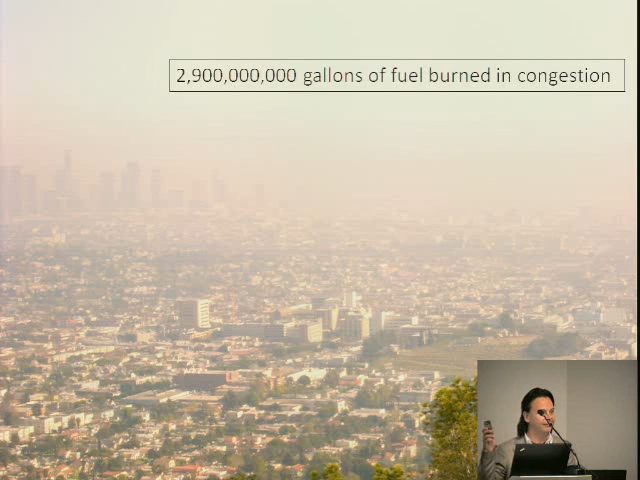 2,900,000,000 gallons of fuel burned in congestion